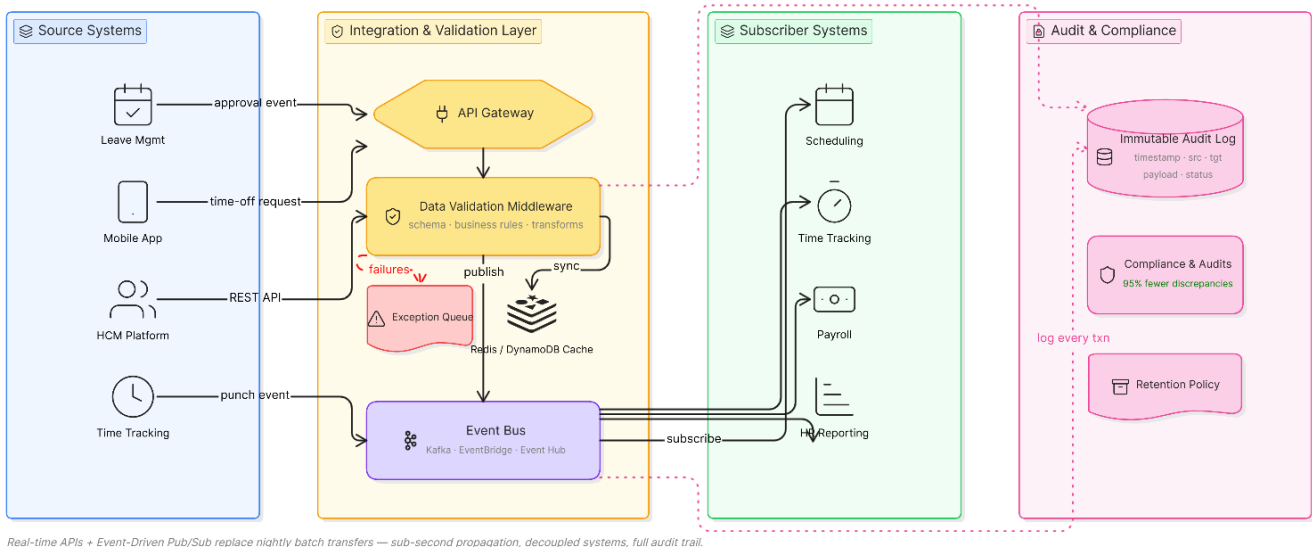 Source Systems
Leave Mgmt
Mobile App
HCM Platform
Time Tracking
approval event
time-off request
REST API
punch event
Integration & Validation Layer
API Gateway
Data Validation Middleware
schema · business rules · transforms
failures
publish
sync
Exception Queue
Redis / DynamoDB Cache
Event Bus
Kafka · EventBridge · Event Hub
subscribe
Subscriber Systems
Scheduling
Time Tracking
Payroll
HR Reporting
Audit & Compliance
Immutable Audit Log
timestamp · src · tgt
payload · status
Compliance & Audits
95% fewer discrepancies
log every txn
Retention Policy
Real-time APIs + Event-Driven Pub/Sub replace nightly batch transfers — sub-second propagation, decoupled systems, full audit trail.